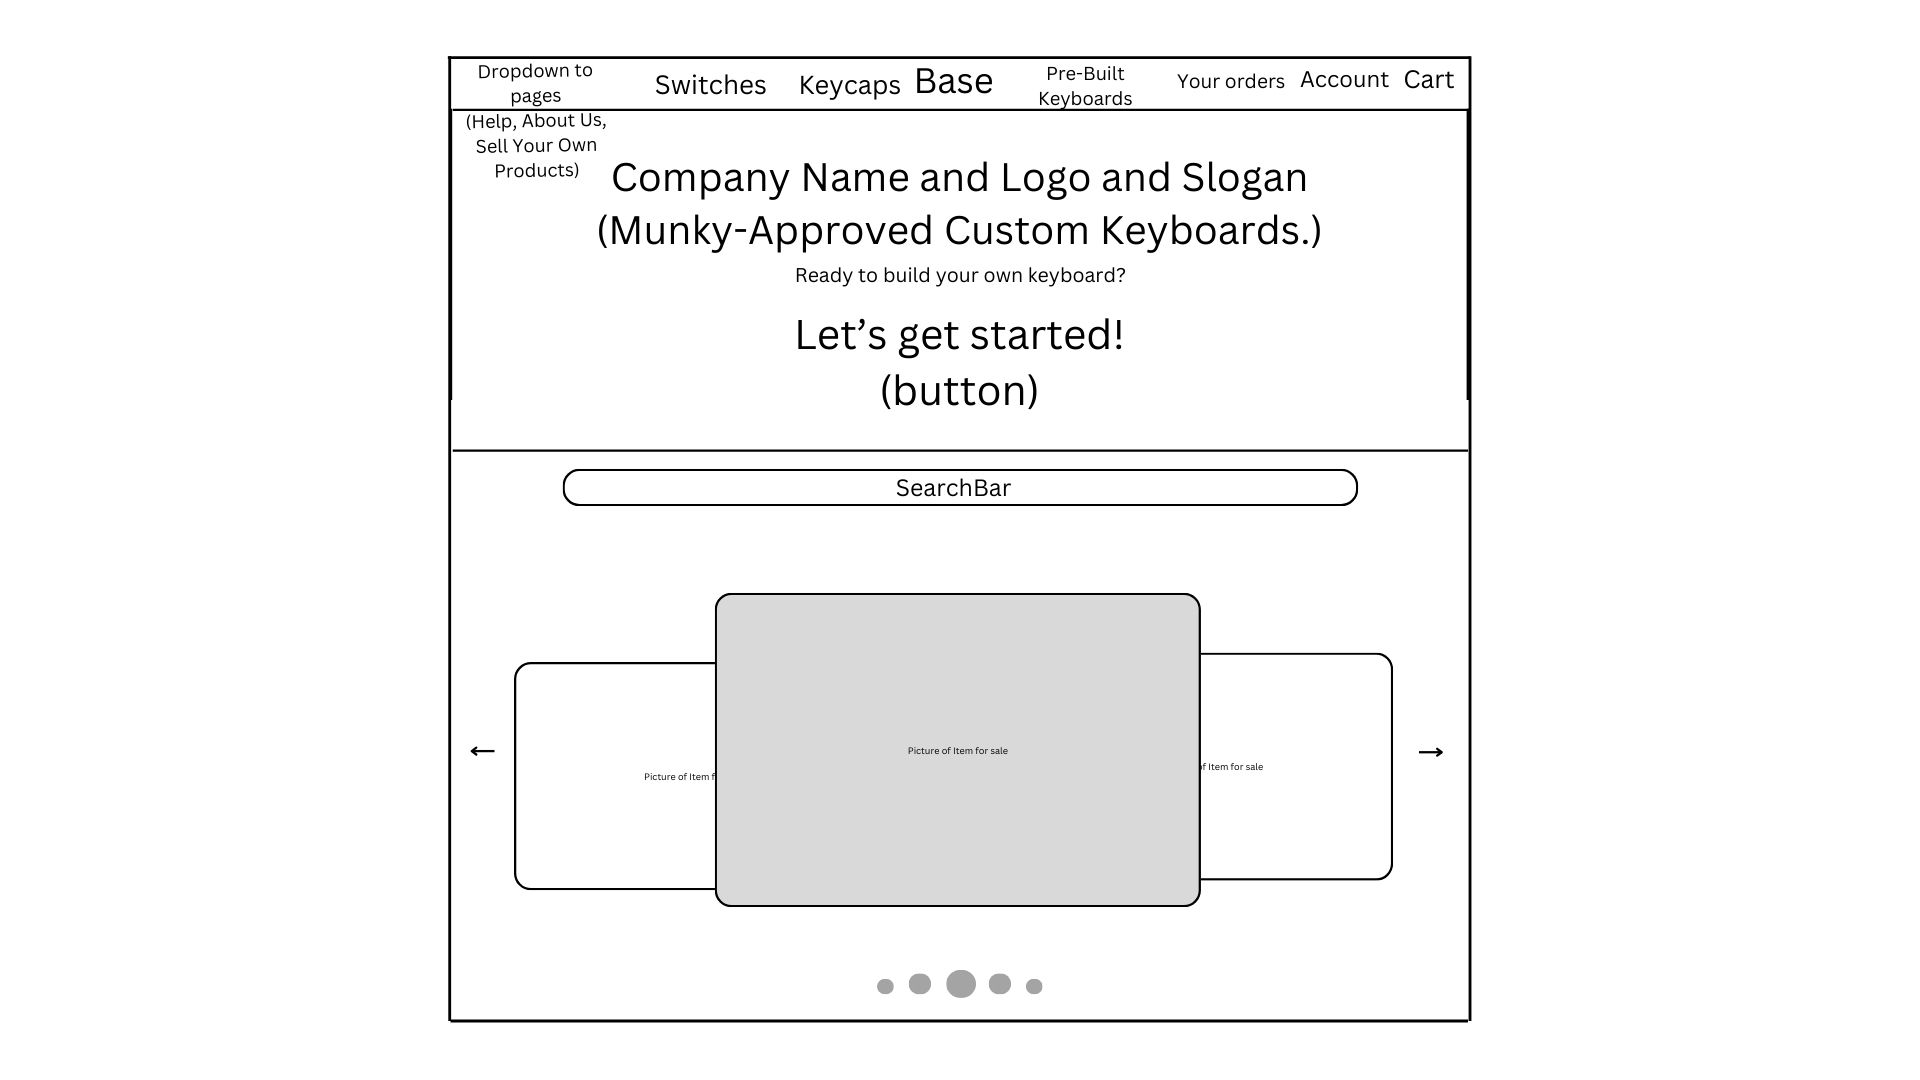 Dropdown to
pages
(Help, About Us,
Sell Your Own
Products)
Switches
Keycaps
Base
Pre-Built
Keyboards
Your orders
Account
Cart
Company Name and Logo and Slogan
(Munky-Approved Custom Keyboards.)
Ready to build your own keyboard?
Let’s get started!
(button)
SearchBar
Picture of Item f
Picture of Item for sale
of Item for sale